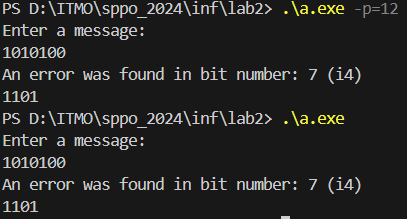 PS D:\ITMO\sppo_2024\inf\lab2> .\a.exe -p=12
Enter a message:
1010100
An error was found in bit number: 7 (i4)
1101
PS D:\ITMO\sppo_2024\inf\lab2> .\a.exe
Enter a message:
1010100
An error was found in bit number: 7 (i4)
1101